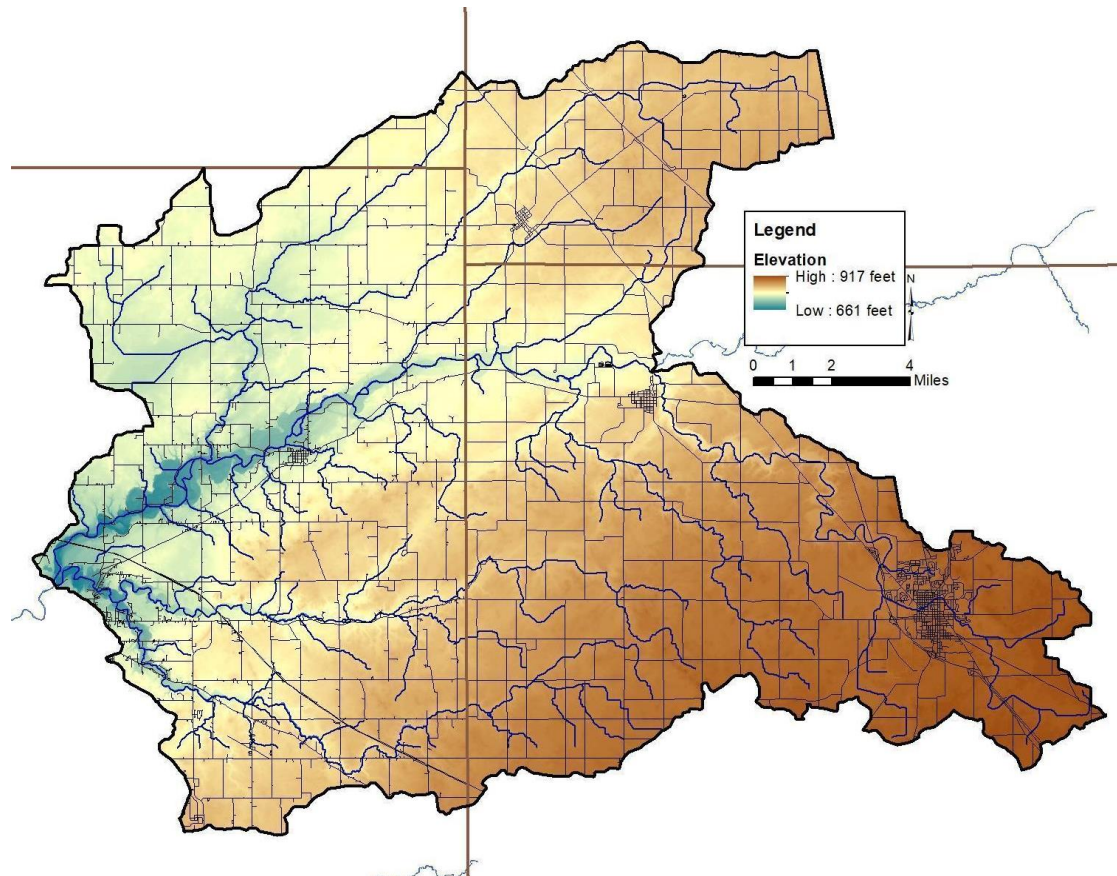 Legend
Elevation
High : 917 feet
Low : 661 feet
N
0 1 2 4
Miles